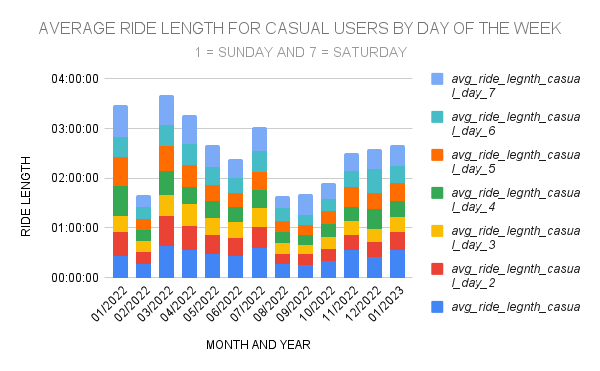 AVERAGE RIDE LENGTH FOR CASUAL USERS BY DAY OF THE WEEK
1 = SUNDAY AND 7 = SATURDAY
04:00:00
03:00:00
02:00:00
01:00:00
00:00:00
RIDE LENGTH
01/2022
02/2022
03/2022
04/2022
05/2022
06/2022
07/2022
08/2022
09/2022
10/2022
11/2022
12/2022
01/2023
MONTH AND YEAR
avg_ride_legnth_casua
l_day_7
avg_ride_legnth_casua
l_day_6
avg_ride_legnth_casua
l_day_5
avg_ride_legnth_casua
l_day_4
avg_ride_legnth_casua
l_day_3
avg_ride_legnth_casua
l_day_2
avg_ride_legnth_casua